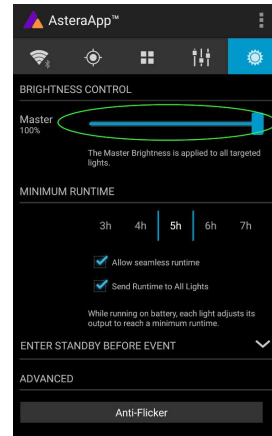 AsteraApp™
BRIGHTNESS CONTROL
Master
100%
The Master Brightness is applied to all targeted
lights.
MINIMUM RUNTIME
3h 4h 5h 6h 7h
Allow seamless runtime
Send Runtime to All Lights
While running on battery, each light adjusts its
output to reach a minimum runtime.
ENTER STANDBY BEFORE EVENT
ADVANCED
Anti-Flicker